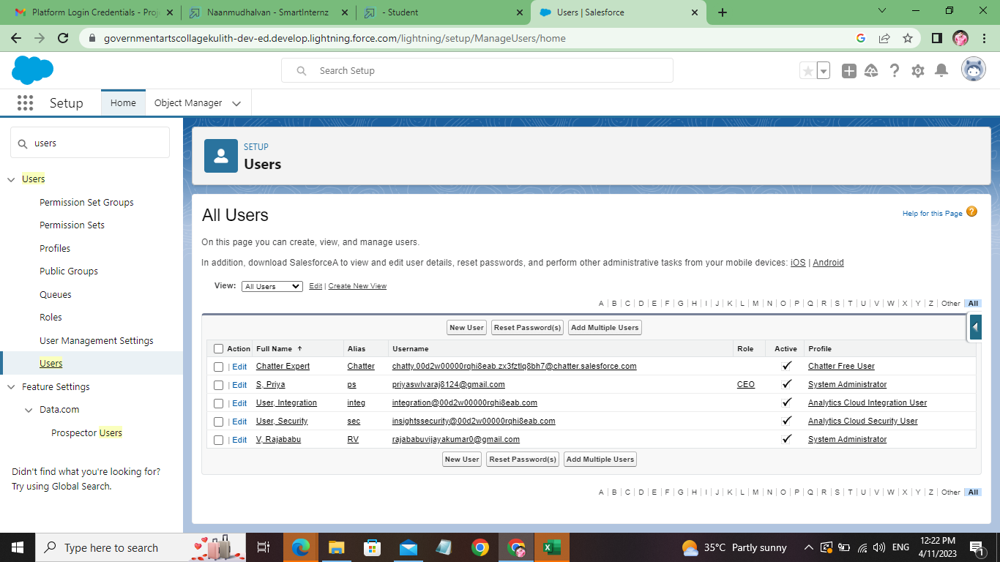 Platform Login Credentials - Proj
Naanmudhalvan - SmartInternz
- Student
Users | Salesforce
governmentartscollagekulith-dev-ed.develop.lightning.force.com/lightning/setup/ManageUsers/home
Search Setup
Setup
Home
Object Manager
users
Users
Permission Set Groups
Permission Sets
Profiles
Public Groups
Queues
Roles
User Management Settings
Users
Feature Settings
Data.com
Prospector Users
Didn't find what you're looking for?
Try using Global Search.
SETUP
Users
All Users
Help for this Page ?
On this page you can create, view, and manage users.
In addition, download SalesforceA to view and edit user details, reset passwords, and perform other administrative tasks from your mobile devices: iOS | Android
View: All Users Edit | Create New View
A | B | C | D | E | F | G | H | I | J | K | L | M | N | O | P | Q | R | S | T | U | V | W | X | Y | Z | Other All
New User Reset Password(s) Add Multiple Users
Action Full Name ↑ Alias Username Role Active Profile
| Edit Chatter Expert Chatter chatty.00d2w00000rqhi8eab.zx3fztlq8bh7@chatter.salesforce.com Chatter Free User
| Edit S, Priya ps priyaswlvaraj8124@gmail.com CEO System Administrator
| Edit User, Integration integ integration@00d2w00000rqhi8eab.com Analytics Cloud Integration User
| Edit User, Security sec insightssecurity@00d2w00000rqhi8eab.com Analytics Cloud Security User
| Edit V, Rajababu RV rajababuvijayakumar0@gmail.com System Administrator
New User Reset Password(s) Add Multiple Users
A | B | C | D | E | F | G | H | I | J | K | L | M | N | O | P | Q | R | S | T | U | V | W | X | Y | Z | Other All
Type here to search
35°C Partly sunny
ENG
12:22 PM
4/11/2023
1